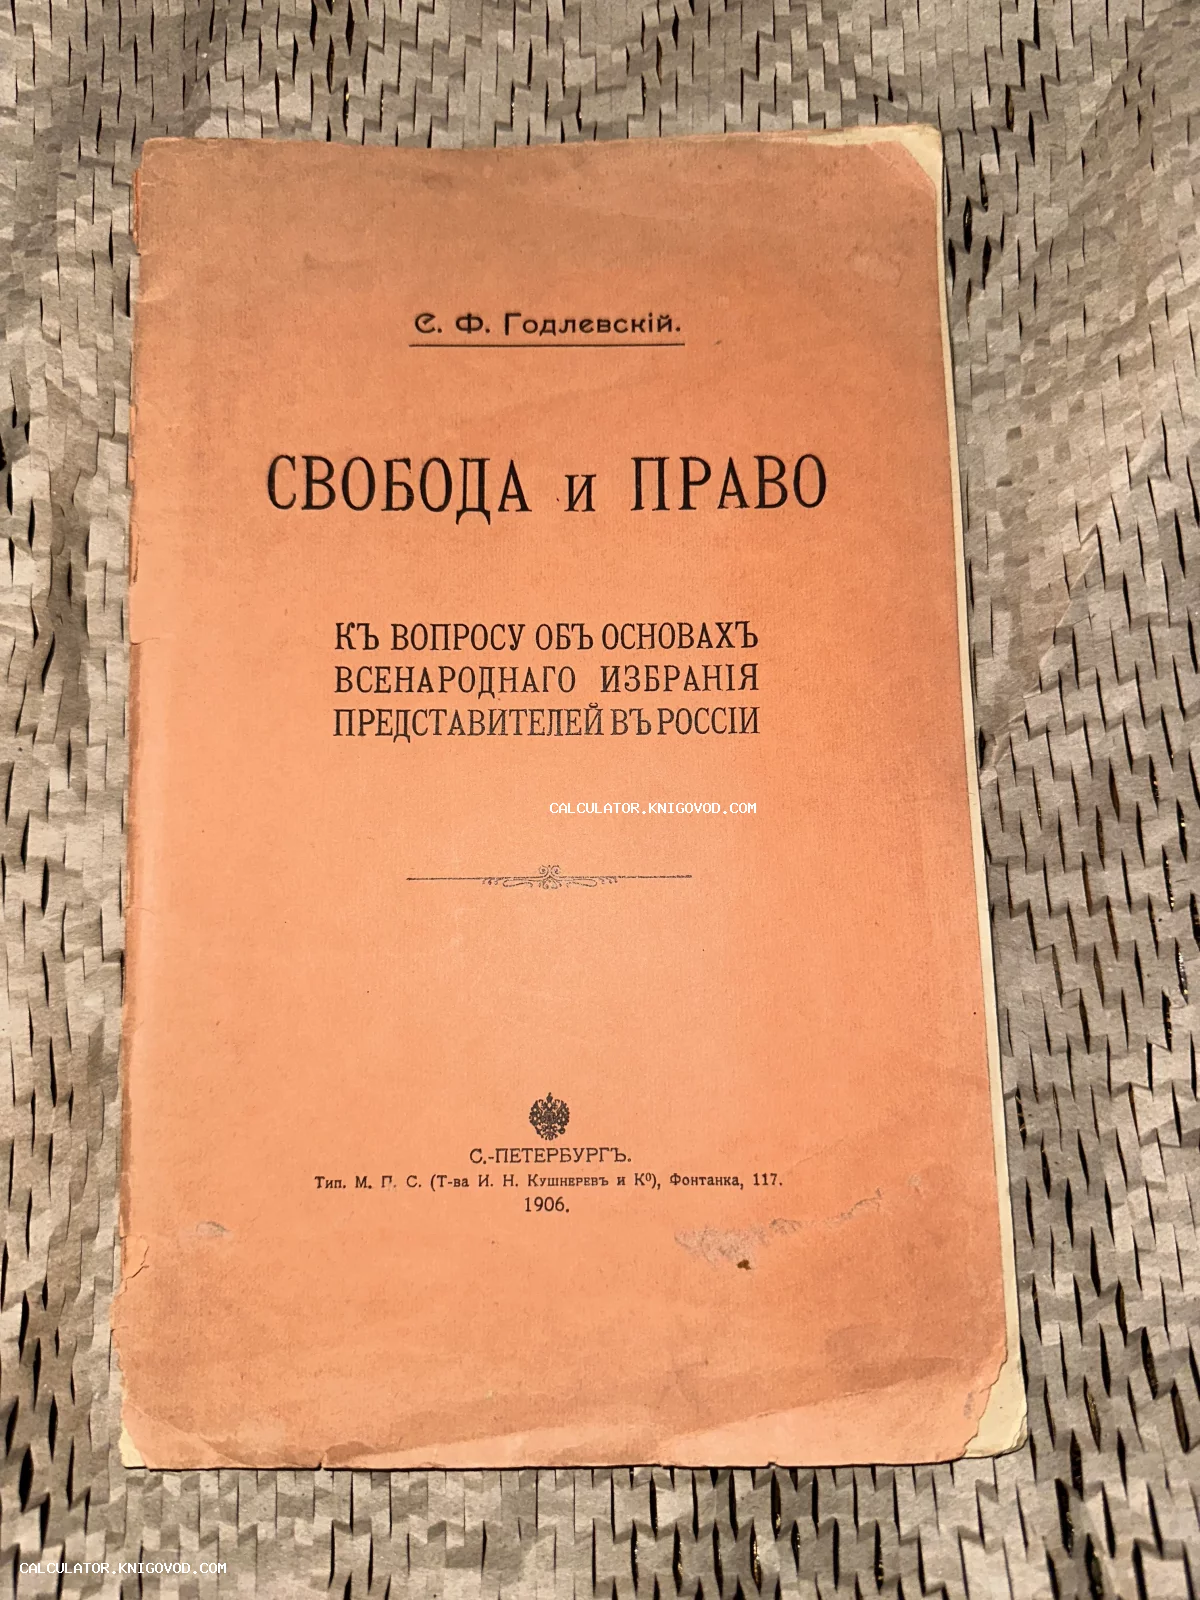 С. Ф. Годлевскій.
СВОБОДА и ПРАВО
КЪ ВОПРОСУ ОБЪ ОСНОВАХЪ
ВСЕНАРОДНАГО ИЗБРАНІЯ
ПРЕДСТАВИТЕЛЕЙ ВЪ РОССІИ
CALCULATOR.KNIGOVOD.COM
С.-ПЕТЕРБУРГЪ.
Тип. М. П. С. (Т-ва И. Н. Кушнеревъ и К⁰), Фонтанка, 117.
1906.
CALCULATOR.KNIGOVOD.COM